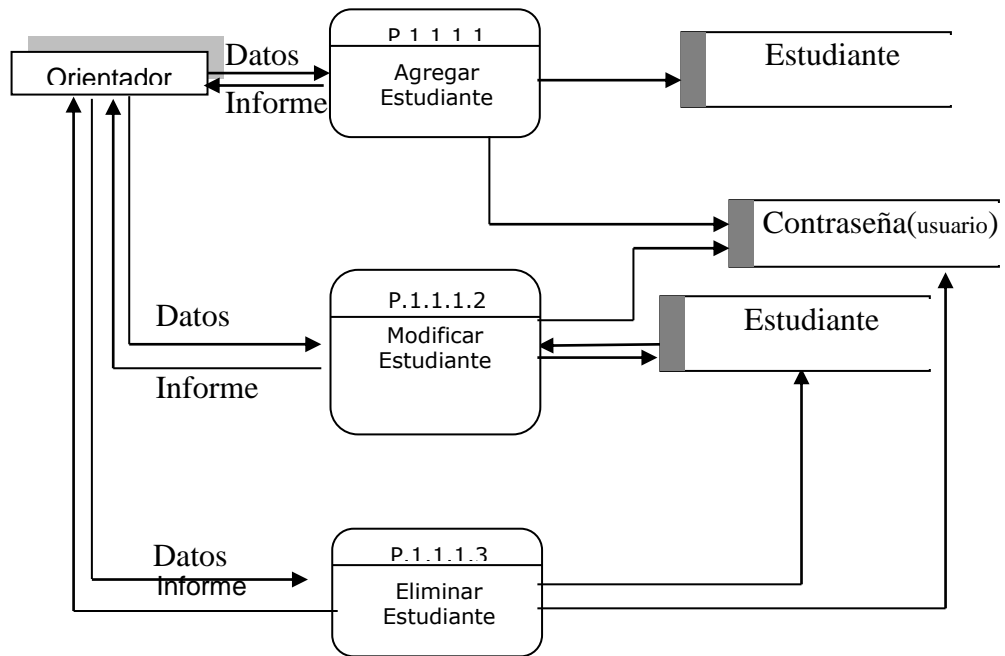 P.1.1.1.1
Datos
Estudiante
Orientador
Agregar
Estudiante
Informe
Contraseña(usuario)
P.1.1.1.2
Datos
Estudiante
Modificar
Estudiante
Informe
P.1.1.1.3
Datos
Informe
Eliminar
Estudiante